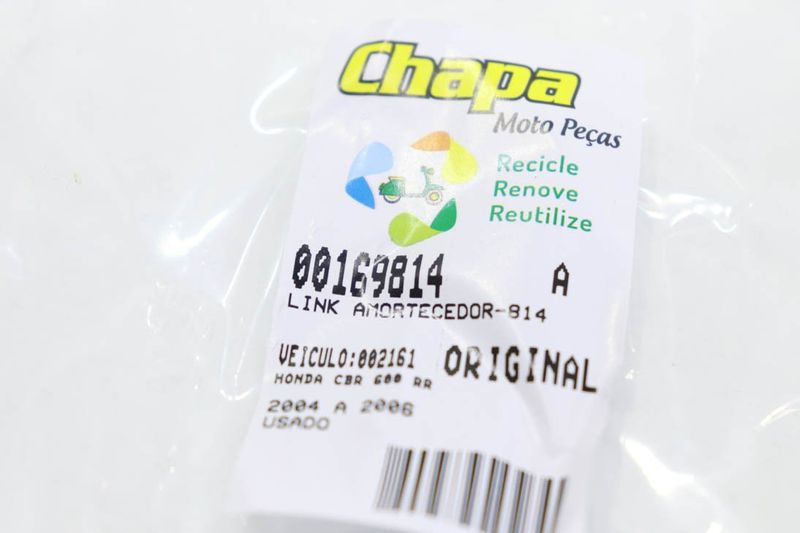 Chapa
Moto Peças
Recicle
Renove
Reutilize
00169814 A
LINK AMORTECEDOR-814
VEICULO:002161 ORIGINAL
HONDA CBR 600 RR
2004 A 2006
USADO